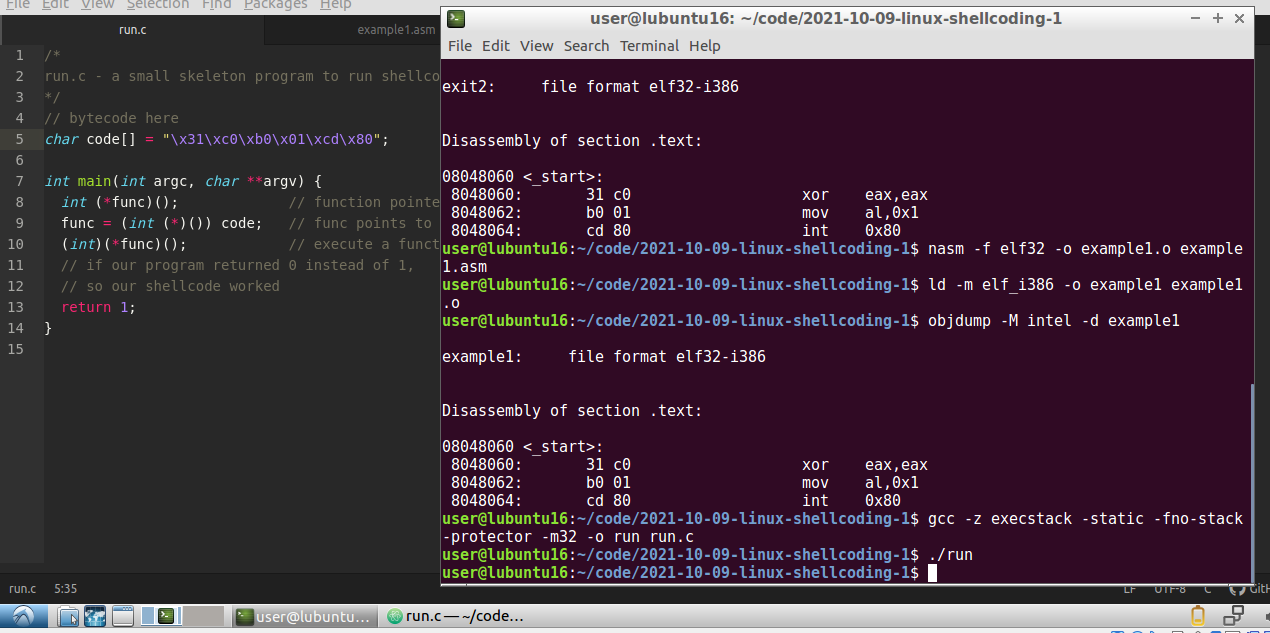 File Edit View Selection Find Packages Help
run.c
example1.asm
1 /*
2 run.c - a small skeleton program to run shellco
3 */
4 // bytecode here
5 char code[] = "\x31\xc0\xb0\x01\xcd\x80";
6
7 int main(int argc, char **argv) {
8 int (*func)(); // function pointe
9 func = (int (*)()) code; // func points to
10 (int)(*func)(); // execute a funct
11 // if our program returned 0 instead of 1,
12 // so our shellcode worked
13 return 1;
14 }
15
user@lubuntu16: ~/code/2021-10-09-linux-shellcoding-1
File Edit View Search Terminal Help
exit2: file format elf32-i386
Disassembly of section .text:
08048060 <_start>:
8048060: 31 c0 xor eax,eax
8048062: b0 01 mov al,0x1
8048064: cd 80 int 0x80
user@lubuntu16:~/code/2021-10-09-linux-shellcoding-1$ nasm -f elf32 -o example1.o example
1.asm
user@lubuntu16:~/code/2021-10-09-linux-shellcoding-1$ ld -m elf_i386 -o example1 example1
.o
user@lubuntu16:~/code/2021-10-09-linux-shellcoding-1$ objdump -M intel -d example1
example1: file format elf32-i386
Disassembly of section .text:
08048060 <_start>:
8048060: 31 c0 xor eax,eax
8048062: b0 01 mov al,0x1
8048064: cd 80 int 0x80
user@lubuntu16:~/code/2021-10-09-linux-shellcoding-1$ gcc -z execstack -static -fno-stack
-protector -m32 -o run run.c
user@lubuntu16:~/code/2021-10-09-linux-shellcoding-1$ ./run
user@lubuntu16:~/code/2021-10-09-linux-shellcoding-1$
run.c 5:35
LF UTF-8 C GitH
user@lubuntu...
run.c — ~/code...